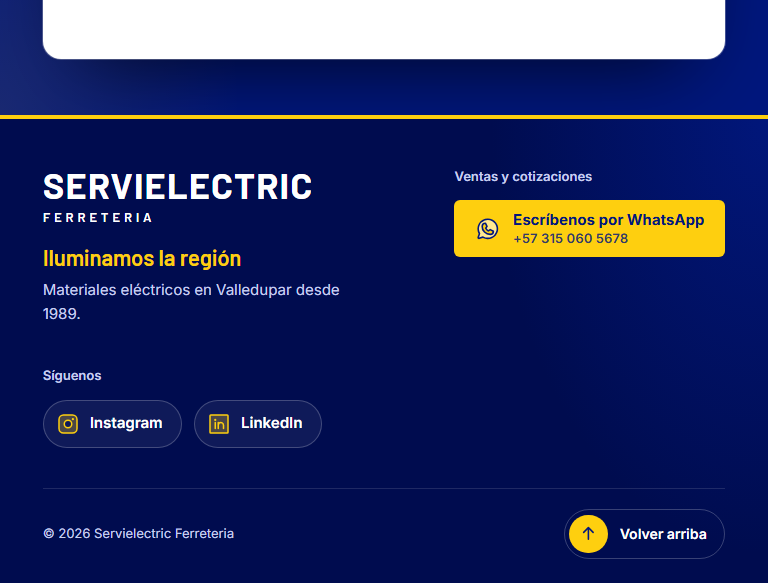 SERVIELECTRIC
FERRETERIA
Iluminamos la región
Materiales eléctricos en Valledupar desde
1989.
Ventas y cotizaciones
Escríbenos por WhatsApp
+57 315 060 5678
Síguenos
Instagram
LinkedIn
© 2026 Servielectric Ferreteria
Volver arriba